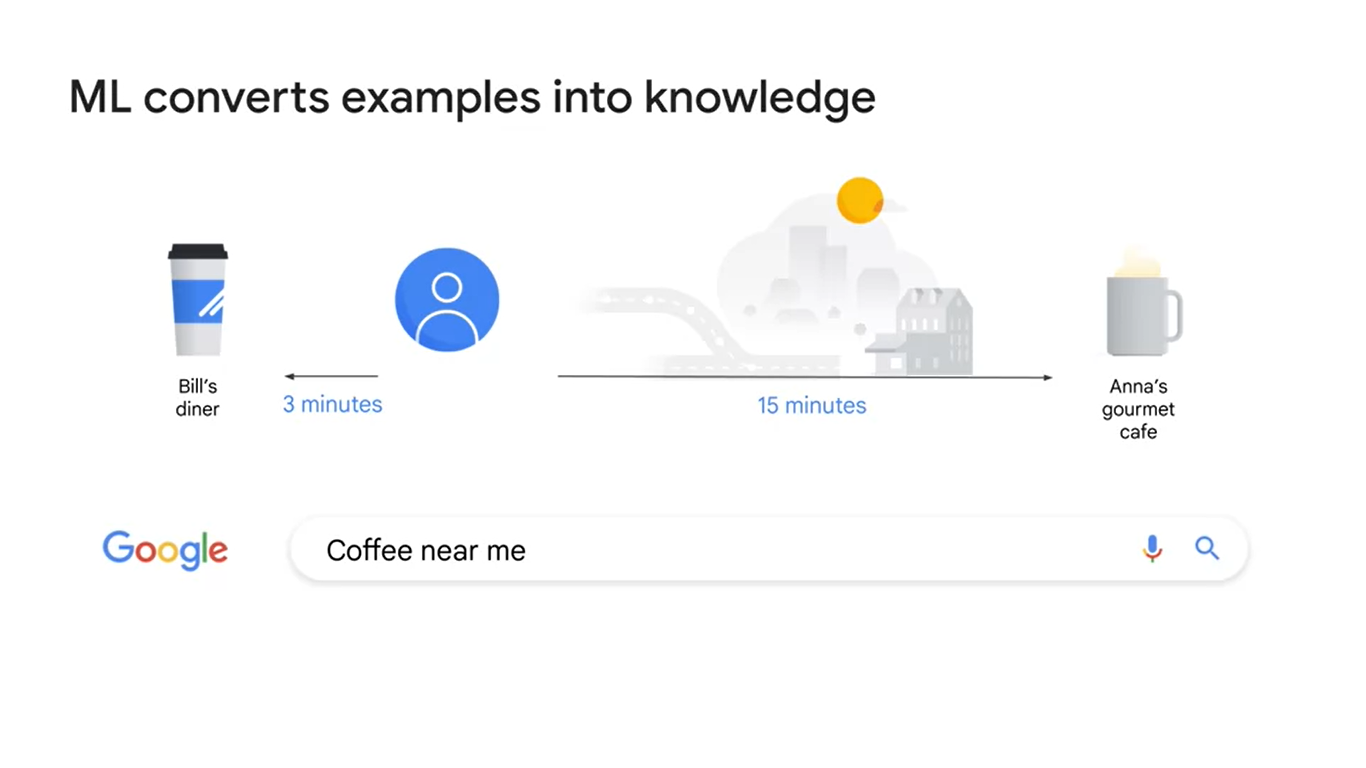 ML converts examples into knowledge
Bill's
diner
3 minutes
15 minutes
Anna's
gourmet
cafe
Google
Coffee near me